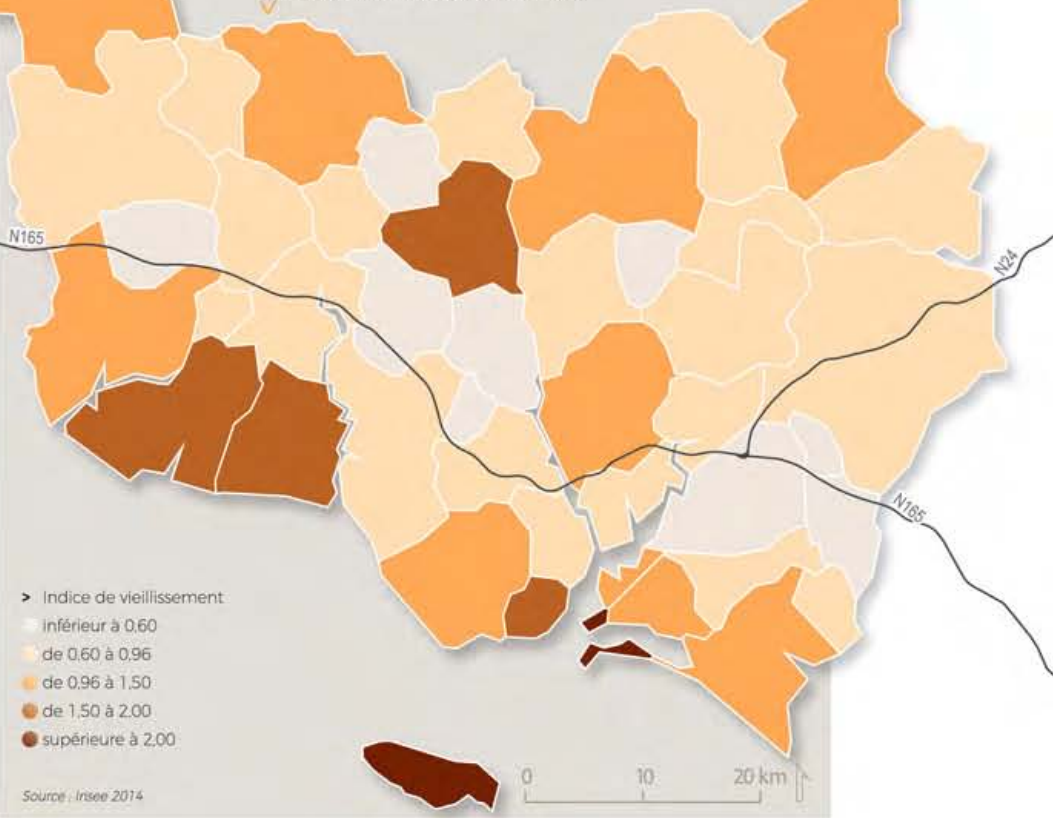 N165
N24
N165
> Indice de vieillissement
inférieur à 0,60
de 0,60 à 0,96
de 0,96 à 1,50
de 1,50 à 2,00
supérieure à 2,00
0 10 20 km
Source : Insee 2014